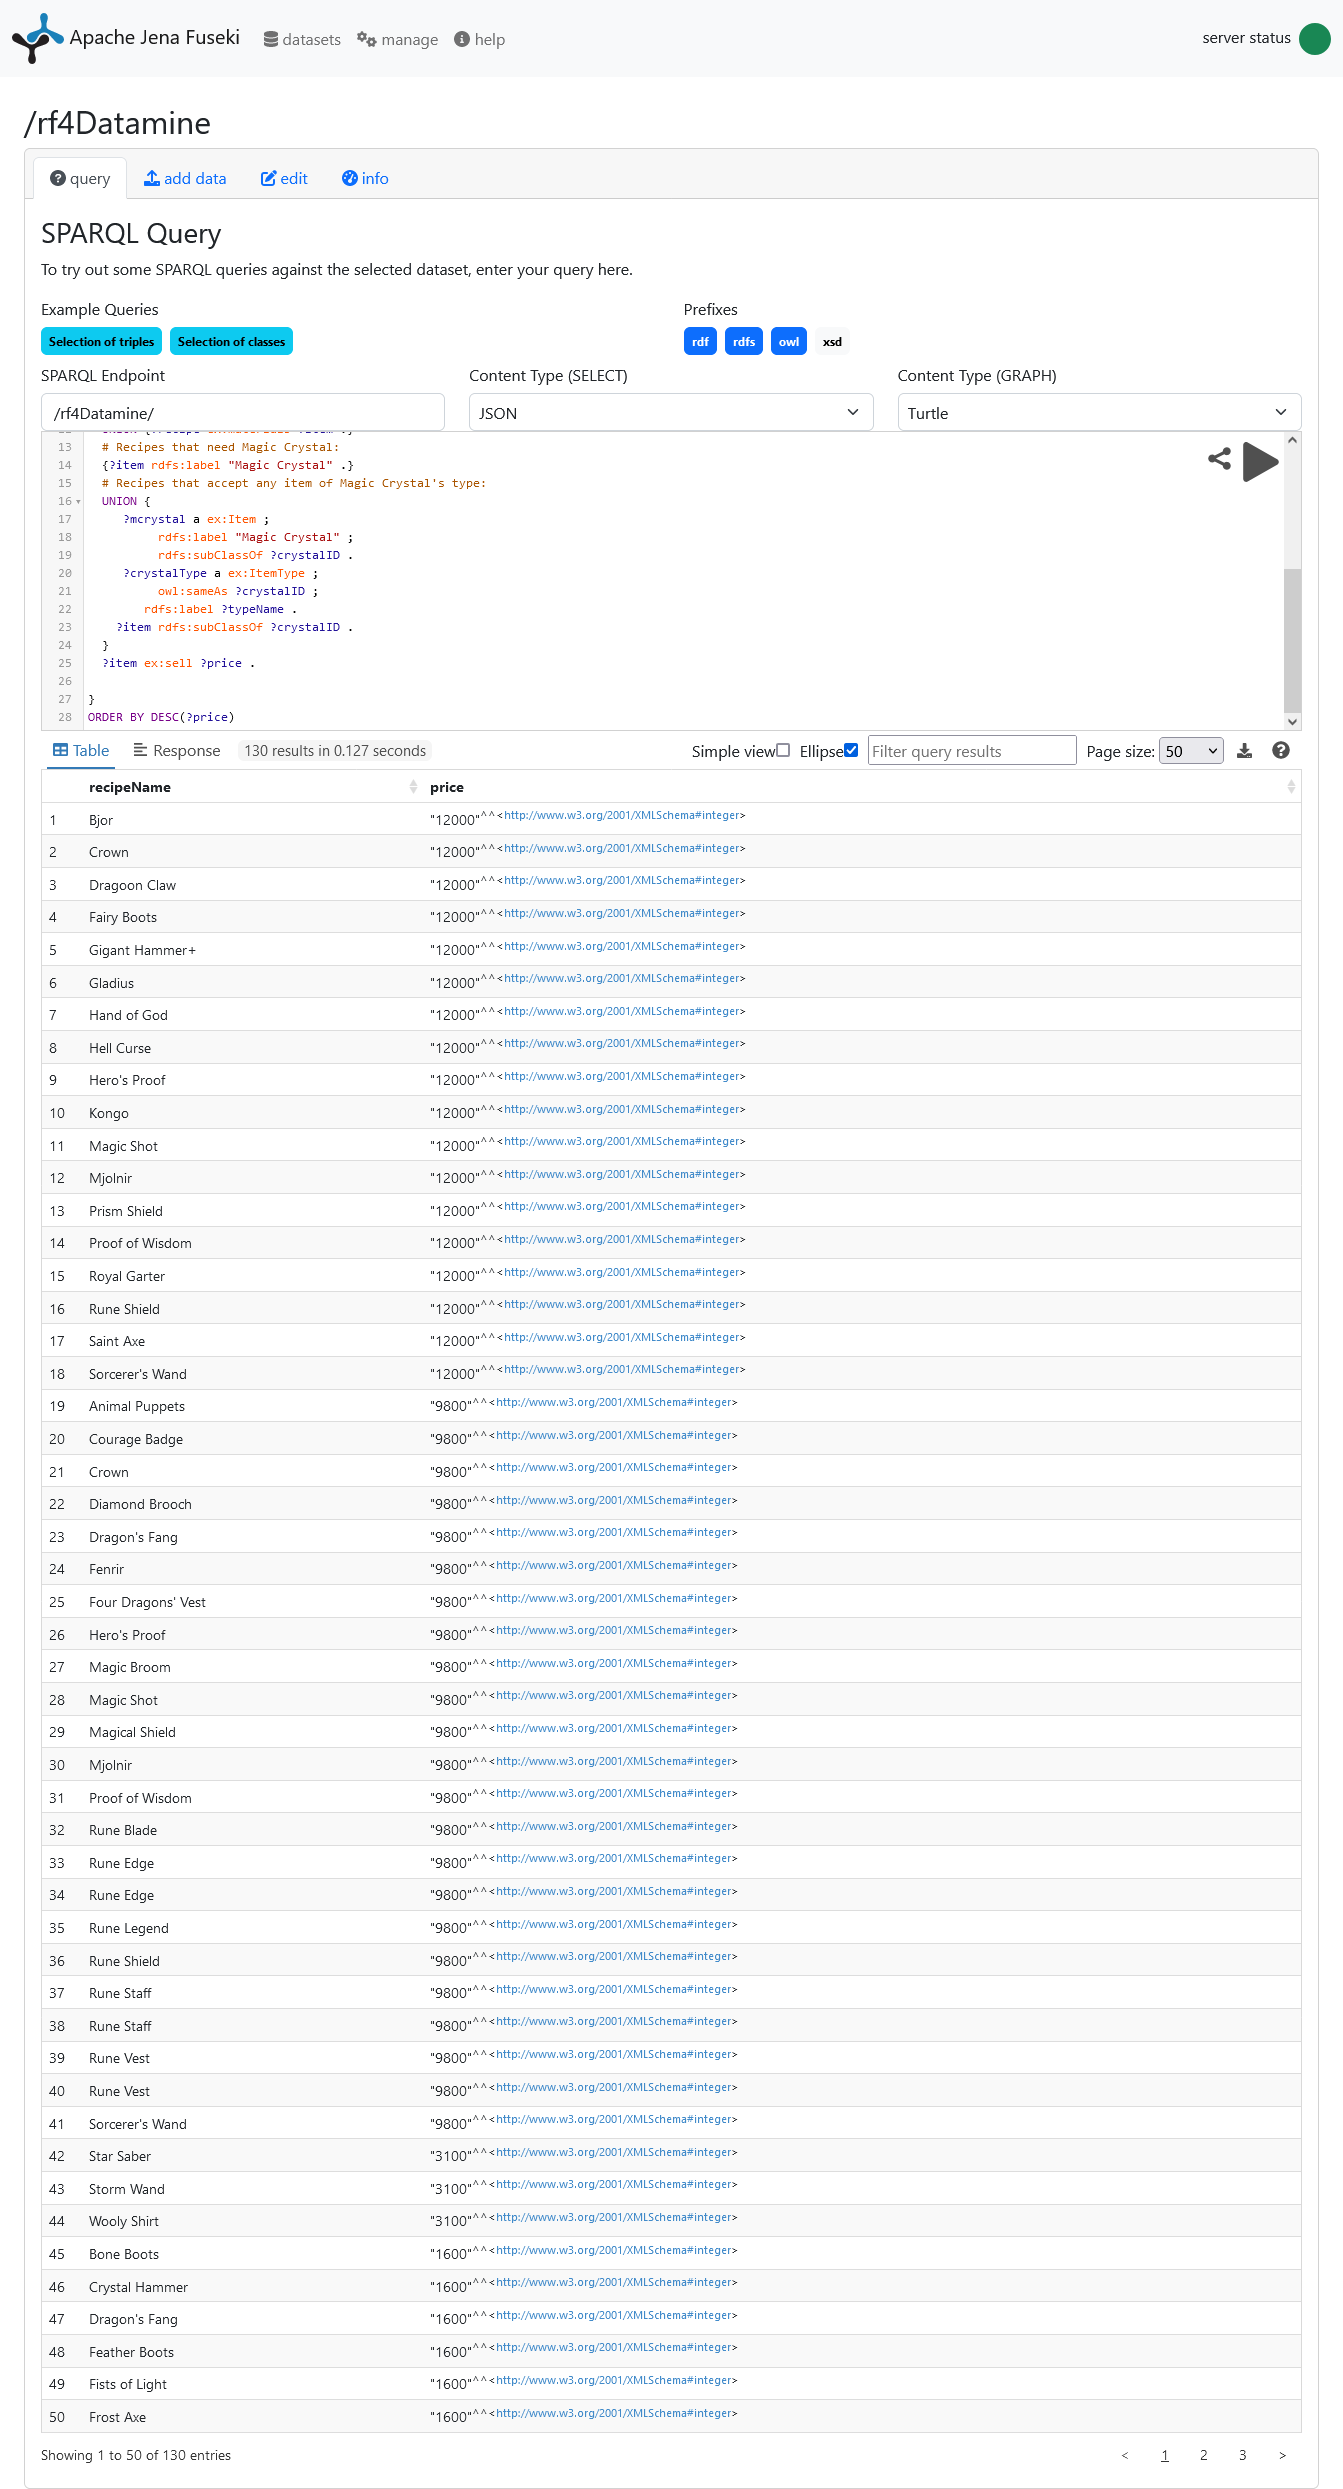 Apache Jena Fuseki datasets manage help server status
/rf4Datamine
query add data edit info
SPARQL Query
To try out some SPARQL queries against the selected dataset, enter your query here.
Example Queries Prefixes
Selection of triples Selection of classes rdf rdfs owl xsd
SPARQL Endpoint Content Type (SELECT) Content Type (GRAPH)
/rf4Datamine/ JSON Turtle
13 # Recipes that need Magic Crystal:
14 {?item rdfs:label "Magic Crystal" .}
15 # Recipes that accept any item of Magic Crystal's type:
16 UNION {
17 ?mcrystal a ex:Item ;
18 rdfs:label "Magic Crystal" ;
19 rdfs:subClassOf ?crystalID .
20 ?crystalType a ex:ItemType ;
21 owl:sameAs ?crystalID ;
22 rdfs:label ?typeName .
23 ?item rdfs:subClassOf ?crystalID .
24 }
25 ?item ex:sell ?price .
26
27 }
28 ORDER BY DESC(?price)
Table Response 130 results in 0.127 seconds Simple view Ellipse Filter query results Page size: 50
recipeName price
1 Bjor "12000"^^<http://www.w3.org/2001/XMLSchema#integer>
2 Crown "12000"^^<http://www.w3.org/2001/XMLSchema#integer>
3 Dragoon Claw "12000"^^<http://www.w3.org/2001/XMLSchema#integer>
4 Fairy Boots "12000"^^<http://www.w3.org/2001/XMLSchema#integer>
5 Gigant Hammer+ "12000"^^<http://www.w3.org/2001/XMLSchema#integer>
6 Gladius "12000"^^<http://www.w3.org/2001/XMLSchema#integer>
7 Hand of God "12000"^^<http://www.w3.org/2001/XMLSchema#integer>
8 Hell Curse "12000"^^<http://www.w3.org/2001/XMLSchema#integer>
9 Hero's Proof "12000"^^<http://www.w3.org/2001/XMLSchema#integer>
10 Kongo "12000"^^<http://www.w3.org/2001/XMLSchema#integer>
11 Magic Shot "12000"^^<http://www.w3.org/2001/XMLSchema#integer>
12 Mjolnir "12000"^^<http://www.w3.org/2001/XMLSchema#integer>
13 Prism Shield "12000"^^<http://www.w3.org/2001/XMLSchema#integer>
14 Proof of Wisdom "12000"^^<http://www.w3.org/2001/XMLSchema#integer>
15 Royal Garter "12000"^^<http://www.w3.org/2001/XMLSchema#integer>
16 Rune Shield "12000"^^<http://www.w3.org/2001/XMLSchema#integer>
17 Saint Axe "12000"^^<http://www.w3.org/2001/XMLSchema#integer>
18 Sorcerer's Wand "12000"^^<http://www.w3.org/2001/XMLSchema#integer>
19 Animal Puppets "9800"^^<http://www.w3.org/2001/XMLSchema#integer>
20 Courage Badge "9800"^^<http://www.w3.org/2001/XMLSchema#integer>
21 Crown "9800"^^<http://www.w3.org/2001/XMLSchema#integer>
22 Diamond Brooch "9800"^^<http://www.w3.org/2001/XMLSchema#integer>
23 Dragon's Fang "9800"^^<http://www.w3.org/2001/XMLSchema#integer>
24 Fenrir "9800"^^<http://www.w3.org/2001/XMLSchema#integer>
25 Four Dragons' Vest "9800"^^<http://www.w3.org/2001/XMLSchema#integer>
26 Hero's Proof "9800"^^<http://www.w3.org/2001/XMLSchema#integer>
27 Magic Broom "9800"^^<http://www.w3.org/2001/XMLSchema#integer>
28 Magic Shot "9800"^^<http://www.w3.org/2001/XMLSchema#integer>
29 Magical Shield "9800"^^<http://www.w3.org/2001/XMLSchema#integer>
30 Mjolnir "9800"^^<http://www.w3.org/2001/XMLSchema#integer>
31 Proof of Wisdom "9800"^^<http://www.w3.org/2001/XMLSchema#integer>
32 Rune Blade "9800"^^<http://www.w3.org/2001/XMLSchema#integer>
33 Rune Edge "9800"^^<http://www.w3.org/2001/XMLSchema#integer>
34 Rune Edge "9800"^^<http://www.w3.org/2001/XMLSchema#integer>
35 Rune Legend "9800"^^<http://www.w3.org/2001/XMLSchema#integer>
36 Rune Shield "9800"^^<http://www.w3.org/2001/XMLSchema#integer>
37 Rune Staff "9800"^^<http://www.w3.org/2001/XMLSchema#integer>
38 Rune Staff "9800"^^<http://www.w3.org/2001/XMLSchema#integer>
39 Rune Vest "9800"^^<http://www.w3.org/2001/XMLSchema#integer>
40 Rune Vest "9800"^^<http://www.w3.org/2001/XMLSchema#integer>
41 Sorcerer's Wand "9800"^^<http://www.w3.org/2001/XMLSchema#integer>
42 Star Saber "3100"^^<http://www.w3.org/2001/XMLSchema#integer>
43 Storm Wand "3100"^^<http://www.w3.org/2001/XMLSchema#integer>
44 Wooly Shirt "3100"^^<http://www.w3.org/2001/XMLSchema#integer>
45 Bone Boots "1600"^^<http://www.w3.org/2001/XMLSchema#integer>
46 Crystal Hammer "1600"^^<http://www.w3.org/2001/XMLSchema#integer>
47 Dragon's Fang "1600"^^<http://www.w3.org/2001/XMLSchema#integer>
48 Feather Boots "1600"^^<http://www.w3.org/2001/XMLSchema#integer>
49 Fists of Light "1600"^^<http://www.w3.org/2001/XMLSchema#integer>
50 Frost Axe "1600"^^<http://www.w3.org/2001/XMLSchema#integer>
Showing 1 to 50 of 130 entries < 1 2 3 >